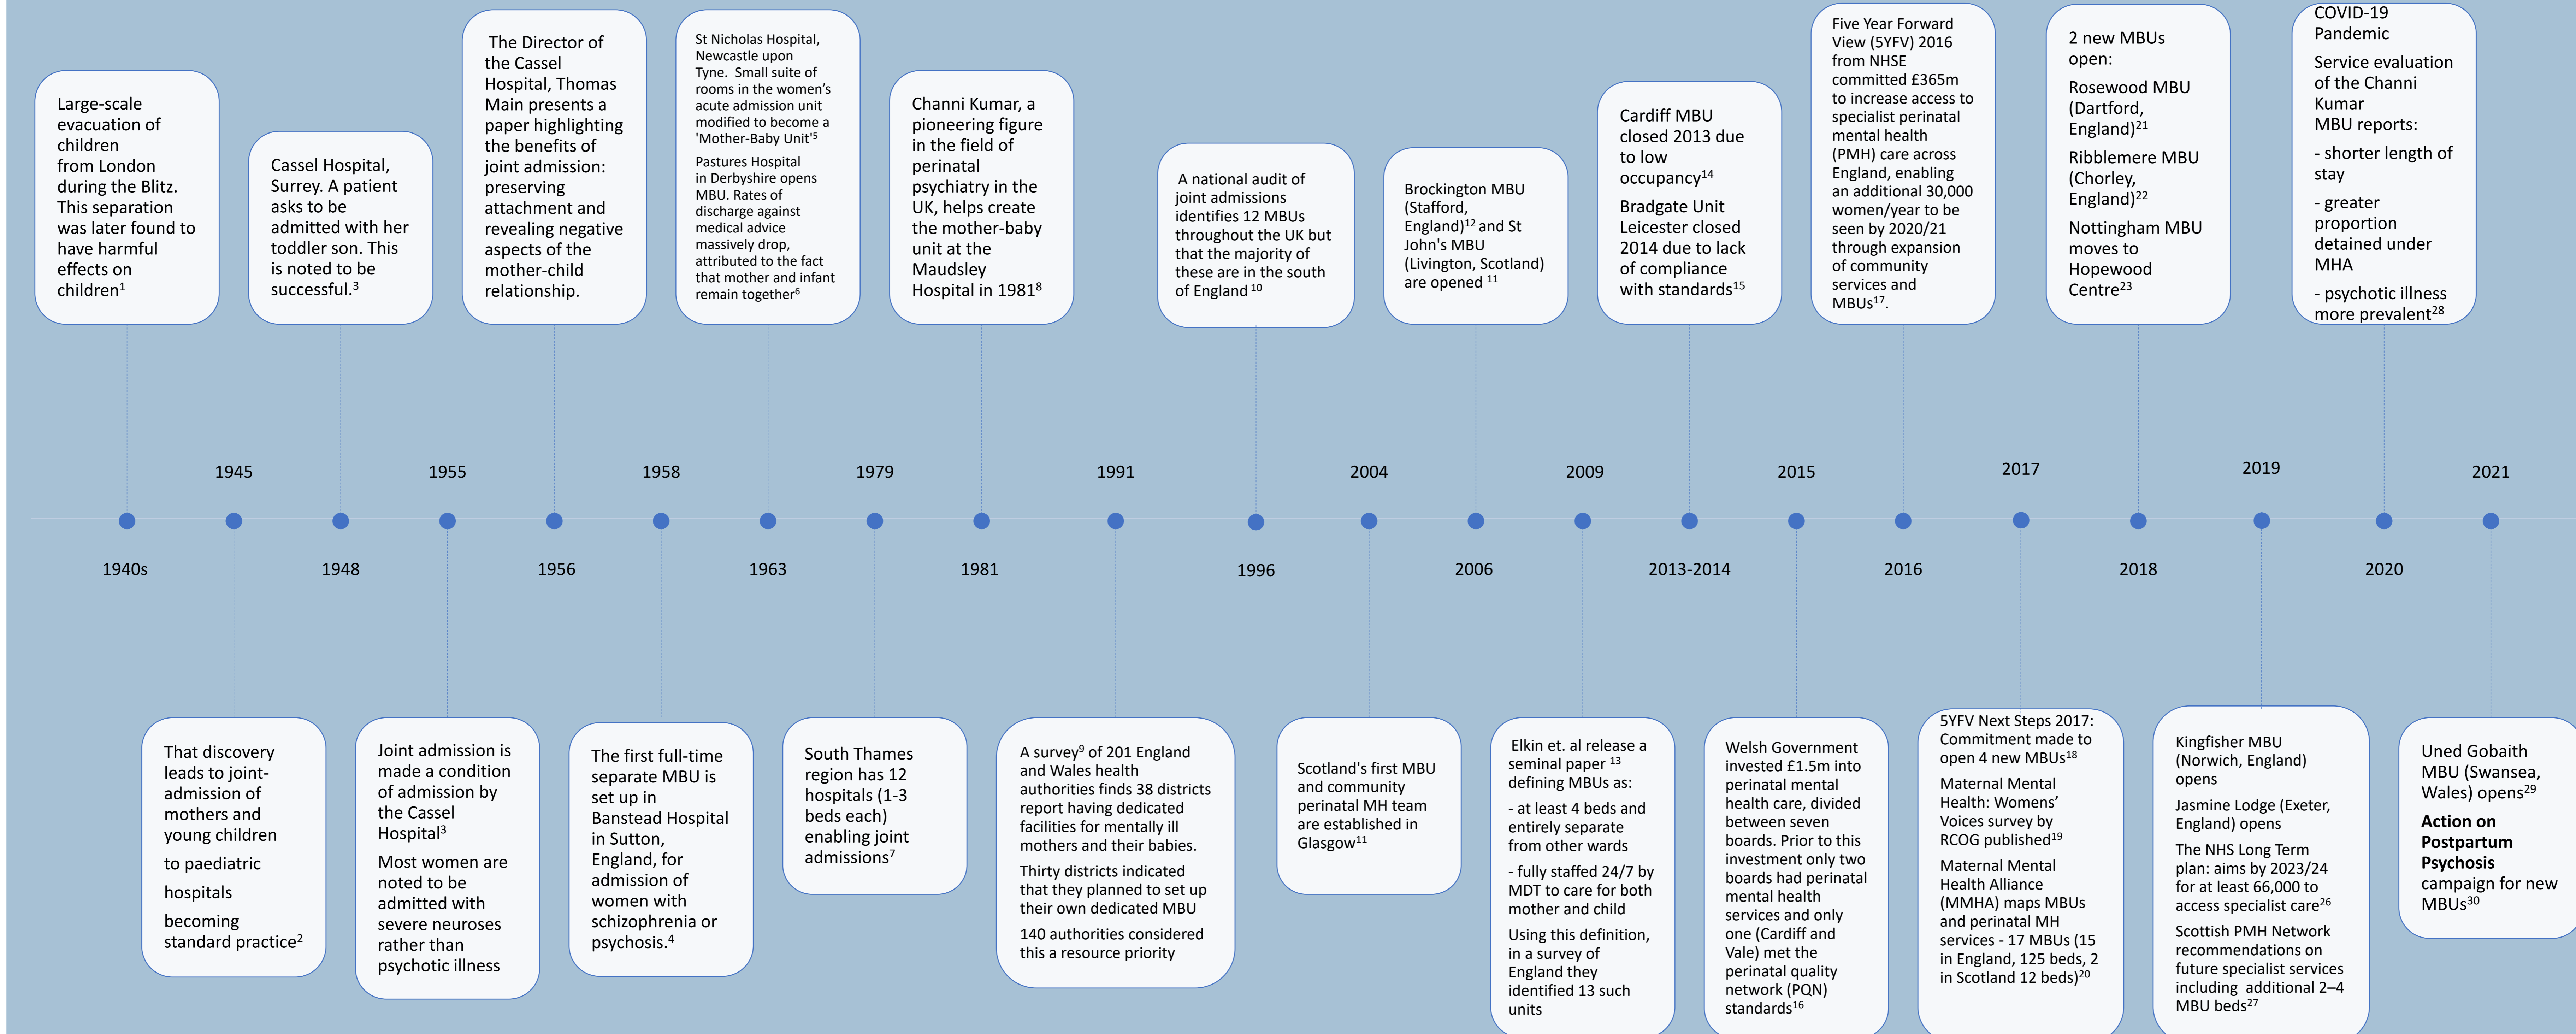 Large-scale
evacuation of
children
from London
during the Blitz.
This separation
was later found to
have harmful
effects on
children1
Cassel Hospital,
Surrey. A patient
asks to be
admitted with her
toddler son. This
is noted to be
successful.3
The Director of
the Cassel
Hospital, Thomas
Main presents a
paper highlighting
the benefits of
joint admission:
preserving
attachment and
revealing negative
aspects of the
mother-child
relationship.
St Nicholas Hospital,
Newcastle upon
Tyne. Small suite of
rooms in the women's
acute admission unit
modified to become a
'Mother-Baby Unit'5
Pastures Hospital
in Derbyshire opens
MBU. Rates of
discharge against
medical advice
massively drop,
attributed to the fact
that mother and infant
remain together6
Channi Kumar, a
pioneering figure
in the field of
perinatal
psychiatry in the
UK, helps create
the mother-baby
unit at the
Maudsley
Hospital in 19818
A national audit of
joint admissions
identifies 12 MBUs
throughout the UK but
that the majority of
these are in the south
of England 10
Brockington MBU
(Stafford,
England)12 and St
John's MBU
(Livington, Scotland)
are opened 11
Cardiff MBU
closed 2013 due
to low
occupancy14
Bradgate Unit
Leicester closed
2014 due to lack
of compliance
with standards15
Five Year Forward
View (5YFV) 2016
from NHSE
committed £365m
to increase access to
specialist perinatal
mental health
(PMH) care across
England, enabling
an additional 30,000
women/year to be
seen by 2020/21
through expansion
of community
services and
MBUs17.
2 new MBUs
open:
Rosewood MBU
(Dartford,
England)21
Ribblemere MBU
(Chorley,
England)22
Nottingham MBU
moves to
Hopewood
Centre23
COVID-19
Pandemic
Service evaluation
of the Channi
Kumar
MBU reports:
- shorter length of
stay
- greater
proportion
detained under
MHA
- psychotic illness
more prevalent28
1945
1955
1958
1979
1991
2004
2009
2015
2017
2019
2021
1940s
1948
1956
1963
1981
1996
2006
2013-2014
2016
2018
2020
That discovery
leads to joint-
admission of
mothers and
young children
to paediatric
hospitals
becoming
standard practice2
Joint admission is
made a condition
of admission by
the Cassel
Hospital3
Most women are
noted to be
admitted with
severe neuroses
rather than
psychotic illness
The first full-time
separate MBU is
set up in
Banstead Hospital
in Sutton,
England, for
admission of
women with
schizophrenia or
psychosis.4
South Thames
region has 12
hospitals (1-3
beds each)
enabling joint
admissions7
A survey9 of 201 England
and Wales health
authorities finds 38 districts
report having dedicated
facilities for mentally ill
mothers and their babies.
Thirty districts indicated
that they planned to set up
their own dedicated MBU
140 authorities considered
this a resource priority
Scotland's first MBU
and community
perinatal MH team
are established in
Glasgow11
Elkin et. al release a
seminal paper 13
defining MBUs as:
- at least 4 beds and
entirely separate
from other wards
- fully staffed 24/7 by
MDT to care for both
mother and child
Using this definition,
in a survey of
England they
identified 13 such
units
Welsh Government
invested £1.5m into
perinatal mental
health care, divided
between seven
boards. Prior to this
investment only two
boards had perinatal
mental health
services and only
one (Cardiff and
Vale) met the
perinatal quality
network (PQN)
standards16
5YFV Next Steps 2017:
Commitment made to
open 4 new MBUs18
Maternal Mental
Health: Womens'
Voices survey by
RCOG published19
Maternal Mental
Health Alliance
(MMHA) maps MBUs
and perinatal MH
services - 17 MBUs (15
in England, 125 beds, 2
in Scotland 12 beds)20
Kingfisher MBU
(Norwich, England)
opens
Jasmine Lodge (Exeter,
England) opens
The NHS Long Term
plan: aims by 2023/24
for at least 66,000 to
access specialist care26
Scottish PMH Network
recommendations on
future specialist services
including additional 2–4
MBU beds27
Uned Gobaith
MBU (Swansea,
Wales) opens29
Action on
Postpartum
Psychosis
campaign for new
MBUs30